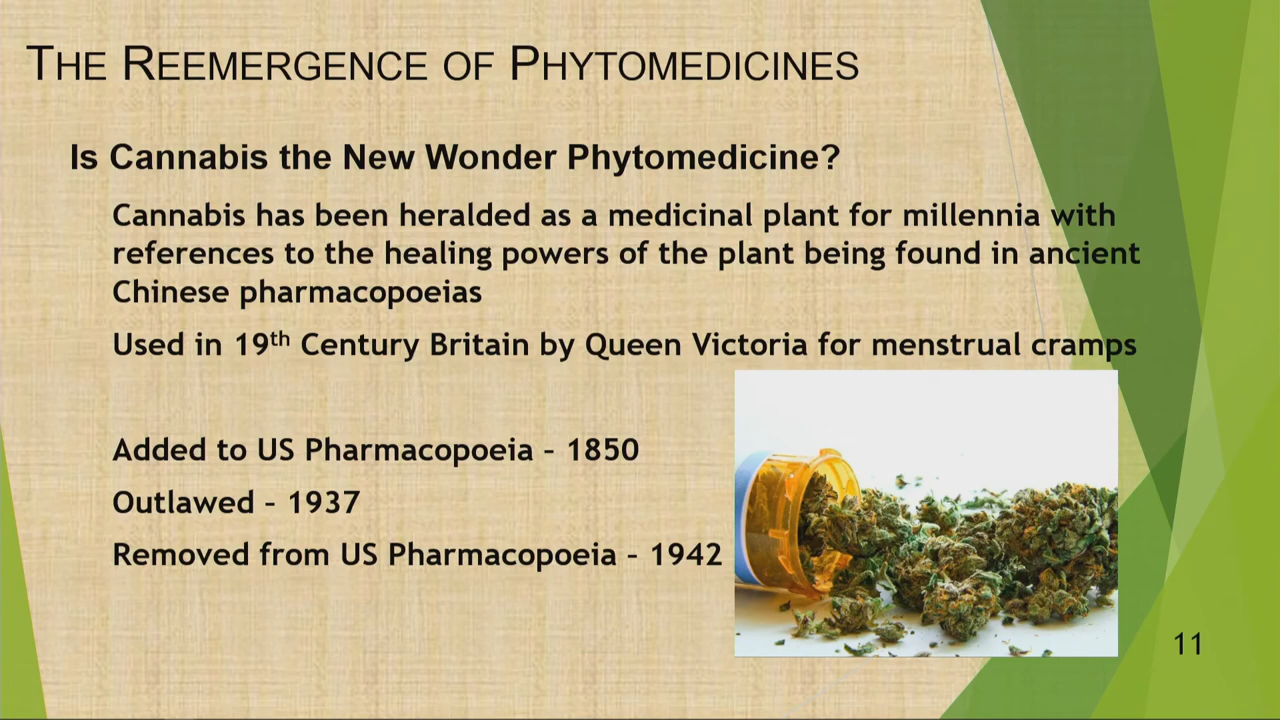 THE REEMERGENCE OF PHYTOMEDICINES
Is Cannabis the New Wonder Phytomedicine?
Cannabis has been heralded as a medicinal plant for millennia with
references to the healing powers of the plant being found in ancient
Chinese pharmacopoeias
Used in 19th Century Britain by Queen Victoria for menstrual cramps
Added to US Pharmacopoeia – 1850
Outlawed – 1937
Removed from US Pharmacopoeia – 1942
11